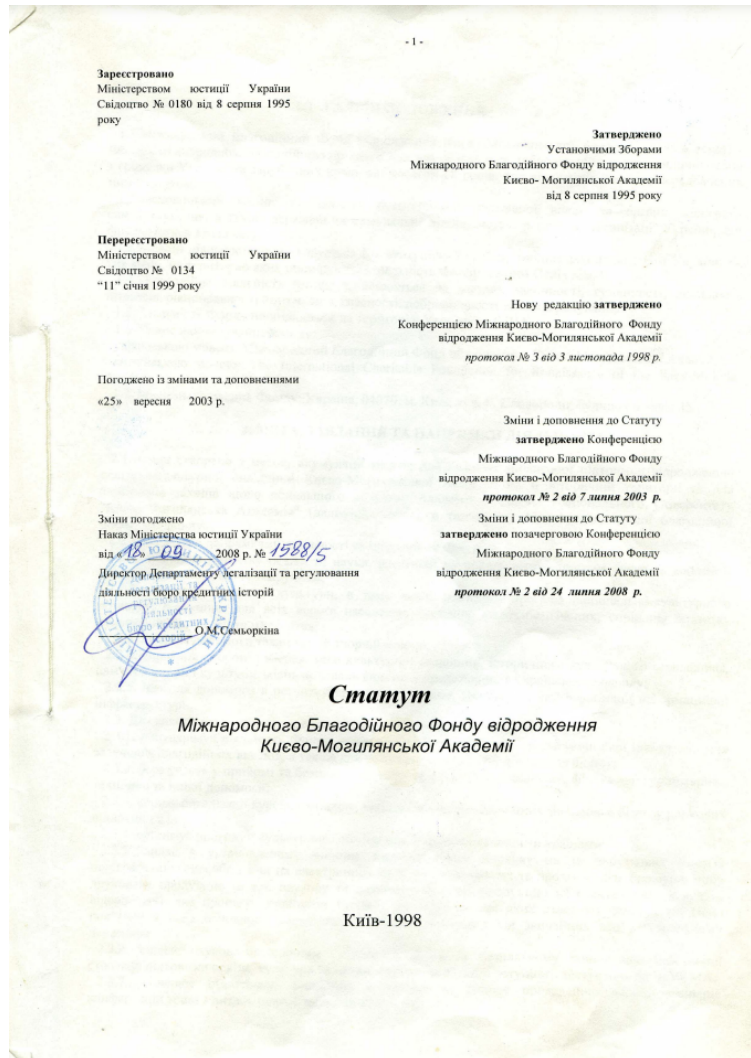 - 1 -
Зареєстровано
Міністерством юстиції України
Свідоцтво № 0180 від 8 серпня 1995
року
Затверджено
Установчими Зборами
Міжнародного Благодійного Фонду відродження
Києво- Могилянської Академії
від 8 серпня 1995 року
Перереєстровано
Міністерством юстиції України
Свідоцтво № 0134
“11” січня 1999 року
Нову редакцію затверджено
Конференцією Міжнародного Благодійного Фонду
відродження Києво-Могилянської Академії
протокол № 3 від 3 листопада 1998 р.
Погоджено із змінами та доповненнями
«25» вересня 2003 р.
Зміни і доповнення до Статуту
затверджено Конференцією
Міжнародного Благодійного Фонду
відродження Києво-Могилянської Академії
протокол № 2 від 7 липня 2003 р.
Зміни погоджено
Наказ Міністерства юстиції України
від «18» 09 2008 р. № 1588/5
Директор Департаменту легалізації та регулювання
діяльності бюро кредитних історій
О.М.Семьоркіна
Зміни і доповнення до Статуту
затверджено позачерговою Конференцією
Міжнародного Благодійного Фонду
відродження Києво-Могилянської Академії
протокол № 2 від 24 липня 2008 р.
Статут
Міжнародного Благодійного Фонду відродження
Києво-Могилянської Академії
Київ-1998